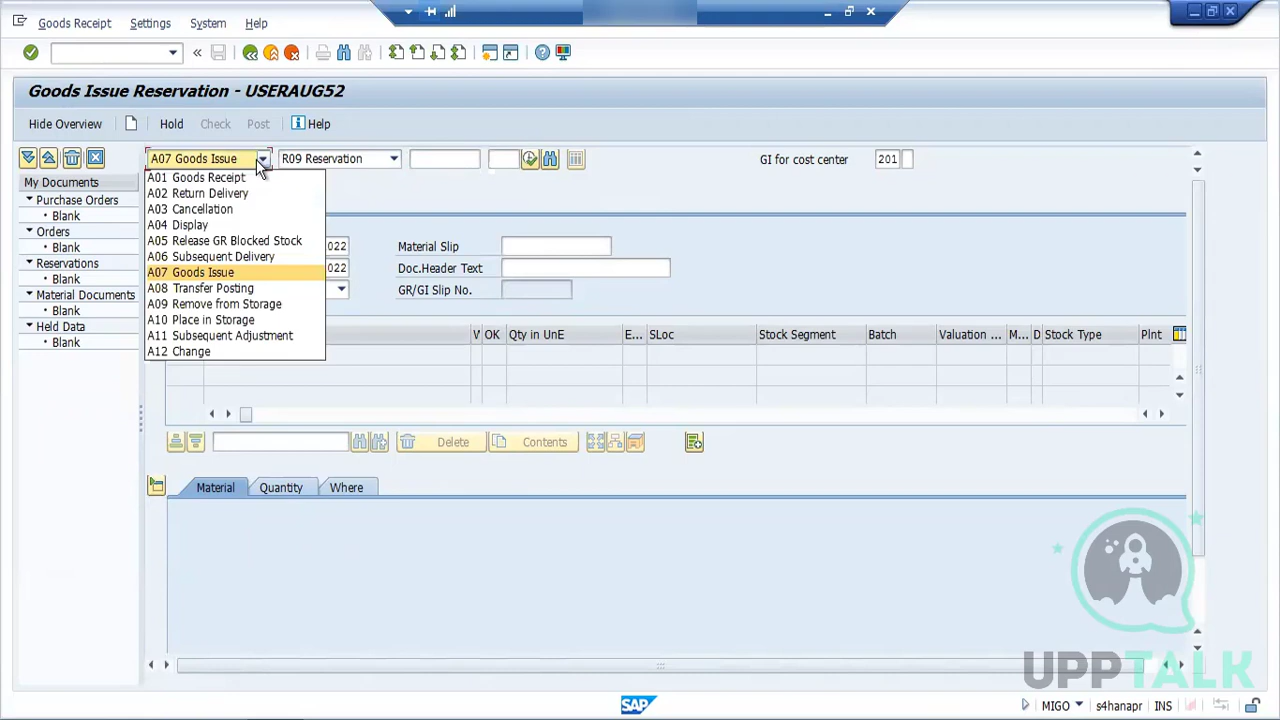 Goods Receipt Settings System Help
Goods Issue Reservation - USERAUG52
Hide Overview Hold Check Post Help
A07 Goods Issue R09 Reservation GI for cost center 201
My Documents
Purchase Orders
Blank
Orders
Blank
Reservations
Blank
Material Documents
Blank
Held Data
Blank
A01 Goods Receipt
A02 Return Delivery
A03 Cancellation
A04 Display
A05 Release GR Blocked Stock
A06 Subsequent Delivery
A07 Goods Issue
A08 Transfer Posting
A09 Remove from Storage
A10 Place in Storage
A11 Subsequent Adjustment
A12 Change
022 Material Slip
022 Doc.Header Text
GR/GI Slip No.
OK Qty in UnE E... SLoc Stock Segment Batch Valuation ... M... D Stock Type Plnt
Delete Contents
Material Quantity Where
UPPTALK
SAP MIGO s4hanapr INS